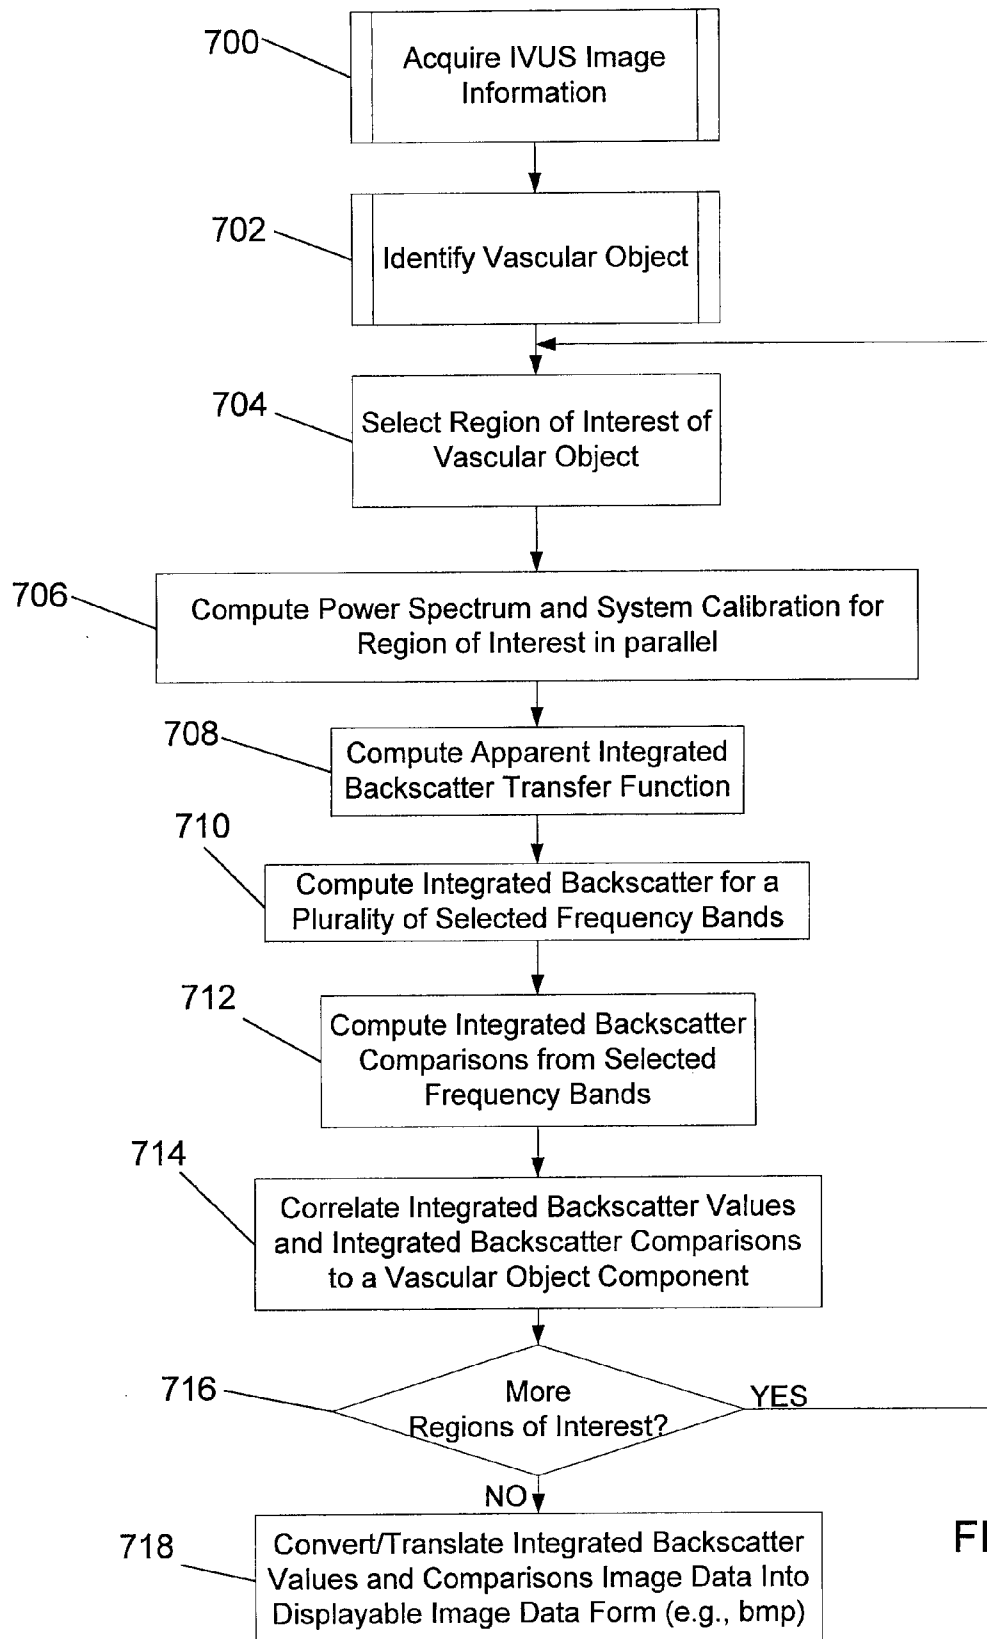 700
Acquire IVUS Image
Information
702
Identify Vascular Object
704
Select Region of Interest of
Vascular Object
706
Compute Power Spectrum and System Calibration for
Region of Interest in parallel
708
Compute Apparent Integrated
Backscatter Transfer Function
710
Compute Integrated Backscatter for a
Plurality of Selected Frequency Bands
712
Compute Integrated Backscatter
Comparisons from Selected
Frequency Bands
714
Correlate Integrated Backscatter Values
and Integrated Backscatter Comparisons
to a Vascular Object Component
716
More
Regions of Interest?
YES
NO
718
Convert/Translate Integrated Backscatter
Values and Comparisons Image Data Into
Displayable Image Data Form (e.g., bmp)